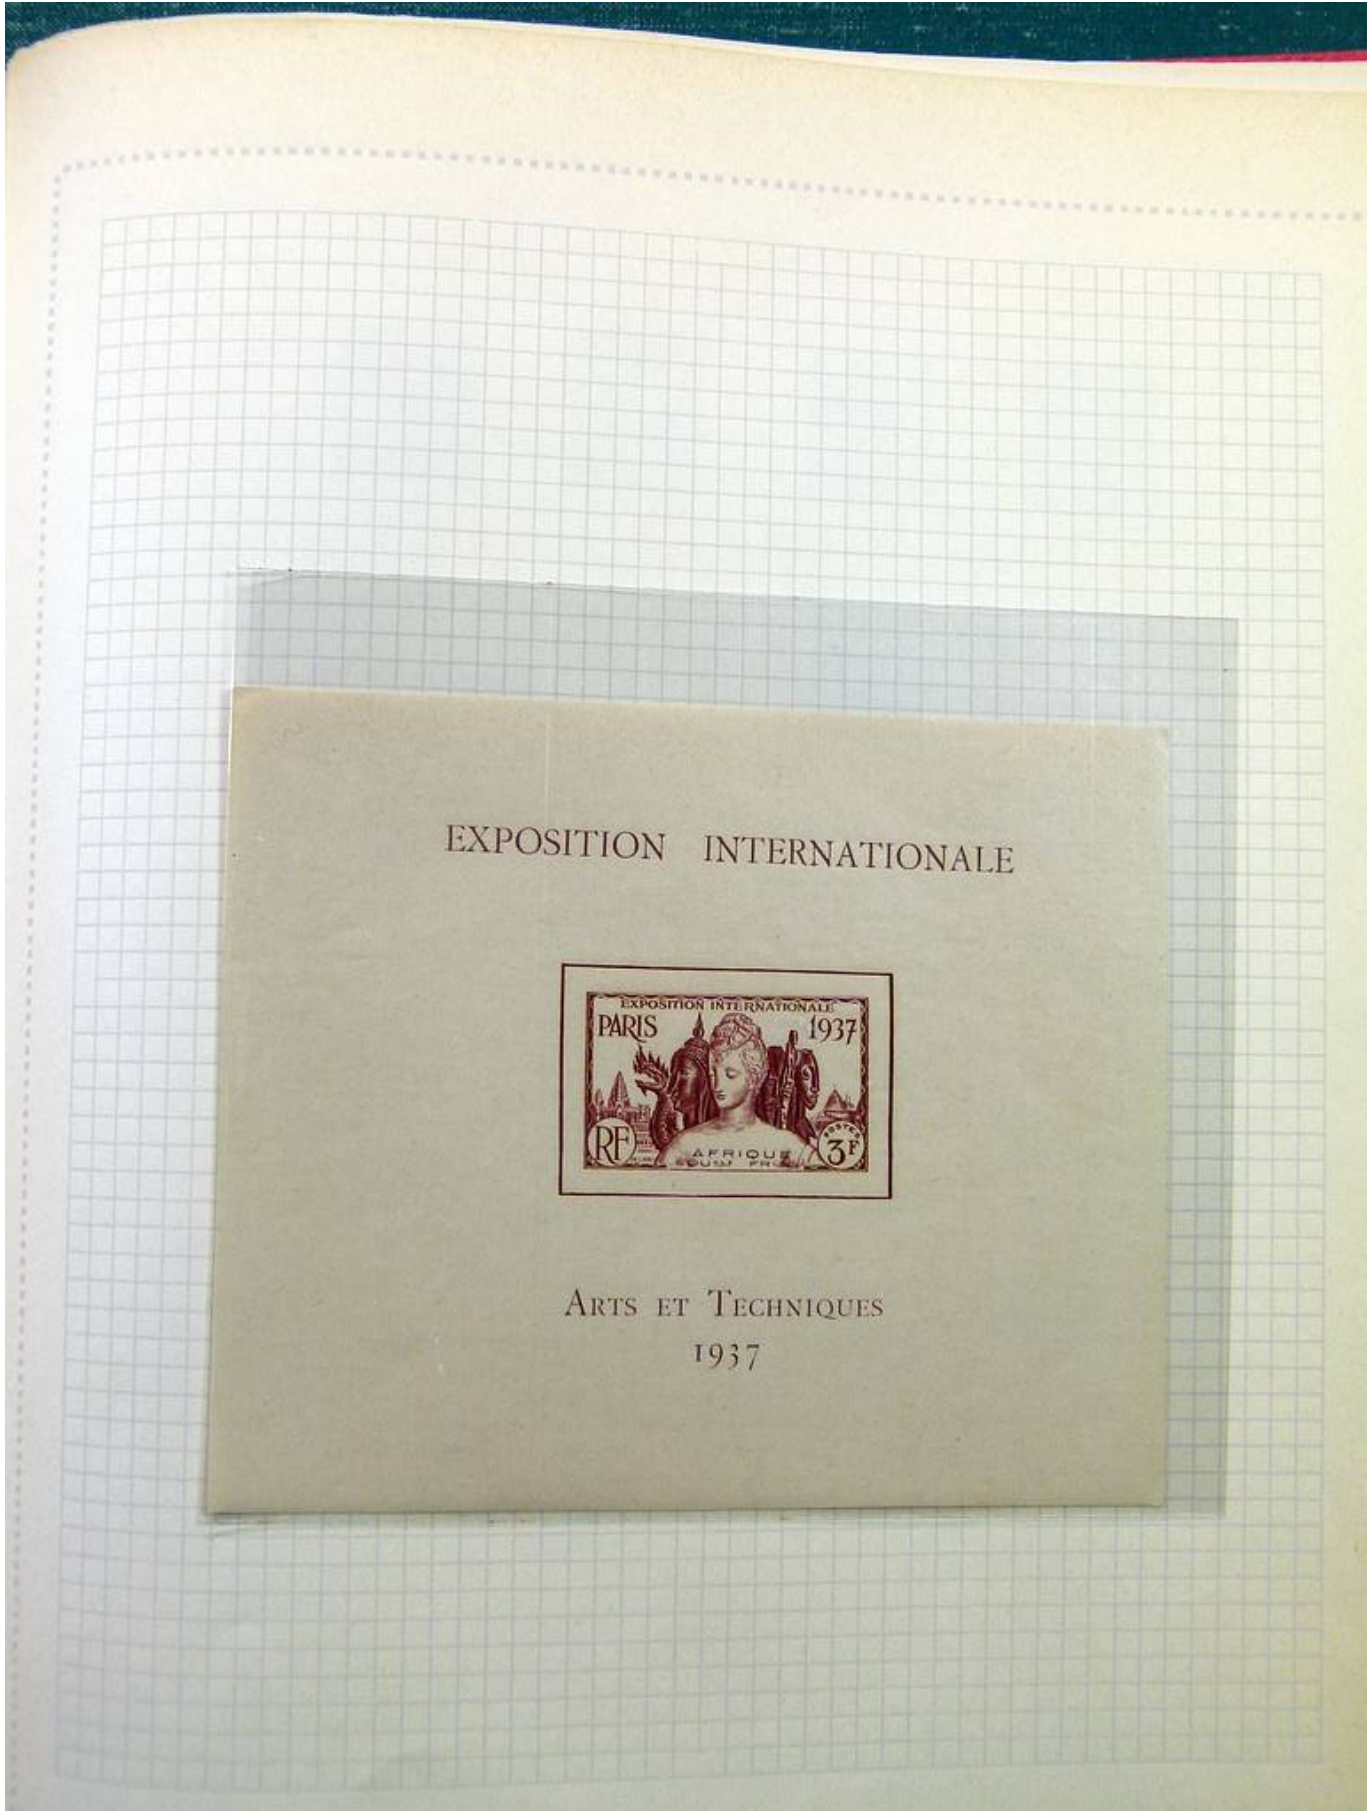 EXPOSITION INTERNATIONALE
EXPOSITION INTERNATIONALE
PARIS 1937
RF
AFRIQUE
POSTES
3F
ARTS ET TECHNIQUES
1937